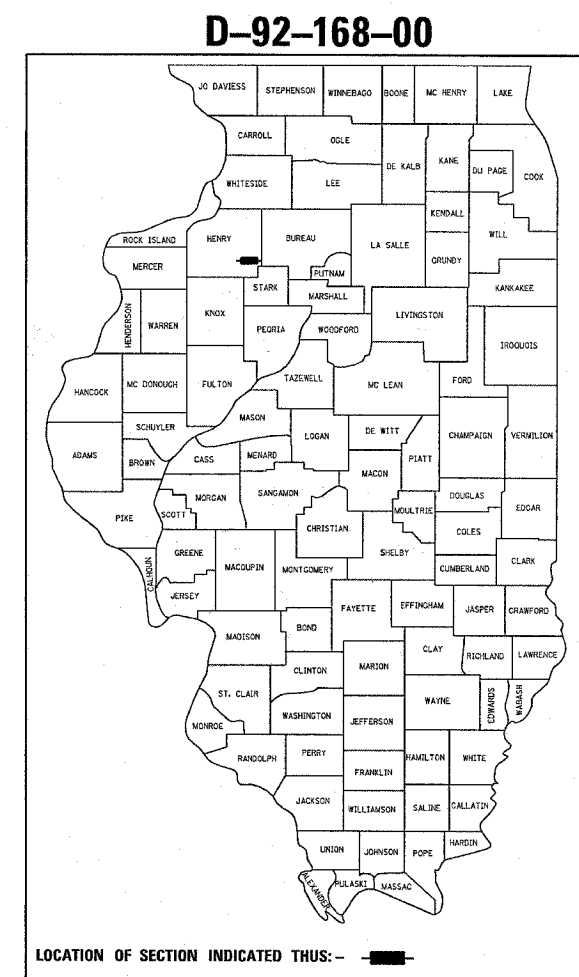 D–92–168–00
JO DAVIESS STEPHENSON WINNEBAGO BOONE MC HENRY LAKE
CARROLL OGLE DE KALB KANE DU PAGE COOK
WHITESIDE LEE
KENDALL
ROCK ISLAND HENRY BUREAU LA SALLE GRUNDY WILL
MERCER PUTNAM
STARK MARSHALL KANKAKEE
HENDERSON WARREN KNOX PEORIA WOODFORD LIVINGSTON IROQUOIS
HANCOCK MC DONOUGH FULTON TAZEWELL MC LEAN FORD
SCHUYLER MASON LOGAN DE WITT CHAMPAIGN VERMILION
ADAMS BROWN CASS MENARD MACON PIATT
PIKE SCOTT MORGAN SANGAMON CHRISTIAN MOULTRIE DOUGLAS EDGAR
COLES
CALHOUN GREENE MACOUPIN MONTGOMERY SHELBY CUMBERLAND CLARK
JERSEY FAYETTE EFFINGHAM JASPER CRAWFORD
MADISON BOND
CLINTON MARION CLAY RICHLAND LAWRENCE
ST. CLAIR WAYNE EDWARDS WABASH
MONROE WASHINGTON JEFFERSON
RANDOLPH PERRY FRANKLIN HAMILTON WHITE
JACKSON WILLIAMSON SALINE CALLATIN
UNION JOHNSON POPE HARDIN
ALEXANDER PULASKI MASSAC
LOCATION OF SECTION INDICATED THUS: –